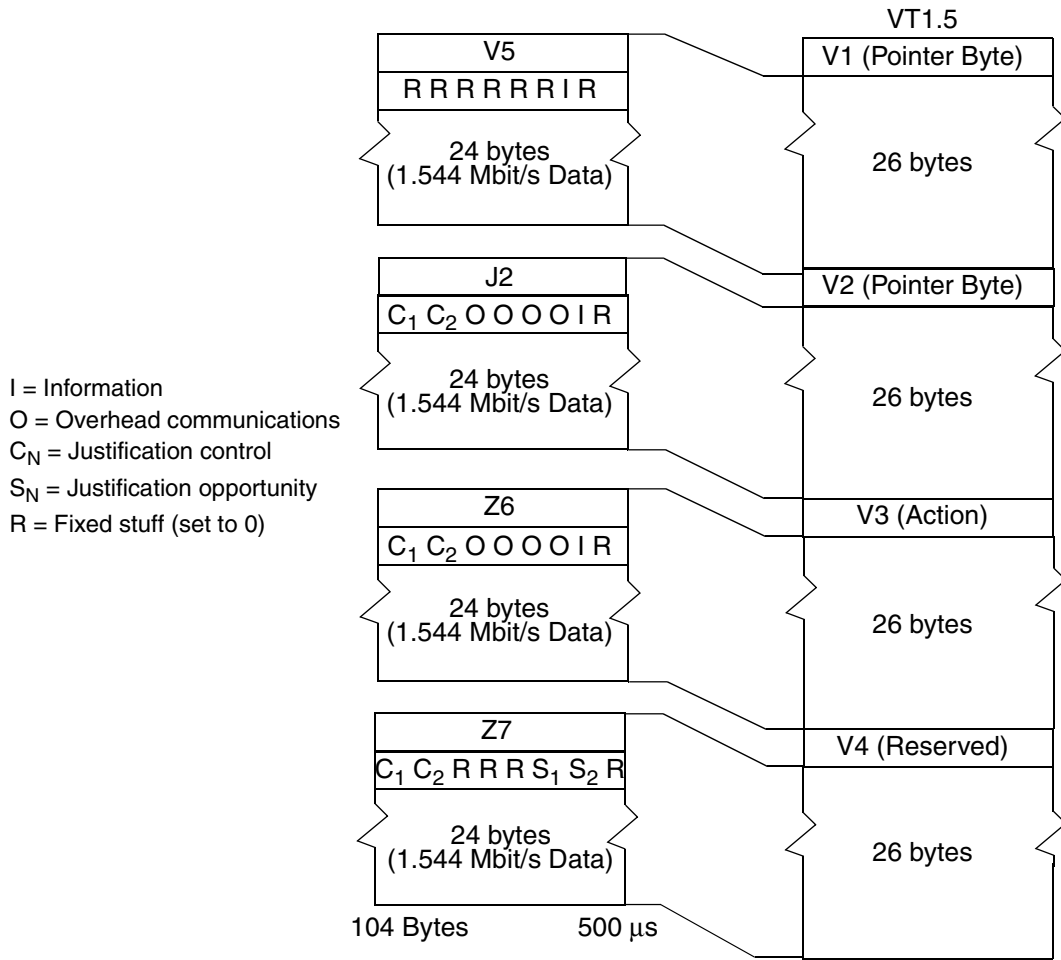 VT1.5
V5
R R R R R R I R
24 bytes
(1.544 Mbit/s Data)
J2
C1 C2 O O O O I R
24 bytes
(1.544 Mbit/s Data)
Z6
C1 C2 O O O O I R
24 bytes
(1.544 Mbit/s Data)
Z7
C1 C2 R R R S1 S2 R
24 bytes
(1.544 Mbit/s Data)
104 Bytes
500 μs
V1 (Pointer Byte)
26 bytes
V2 (Pointer Byte)
26 bytes
V3 (Action)
26 bytes
V4 (Reserved)
26 bytes
I = Information
O = Overhead communications
CN = Justification control
SN = Justification opportunity
R = Fixed stuff (set to 0)